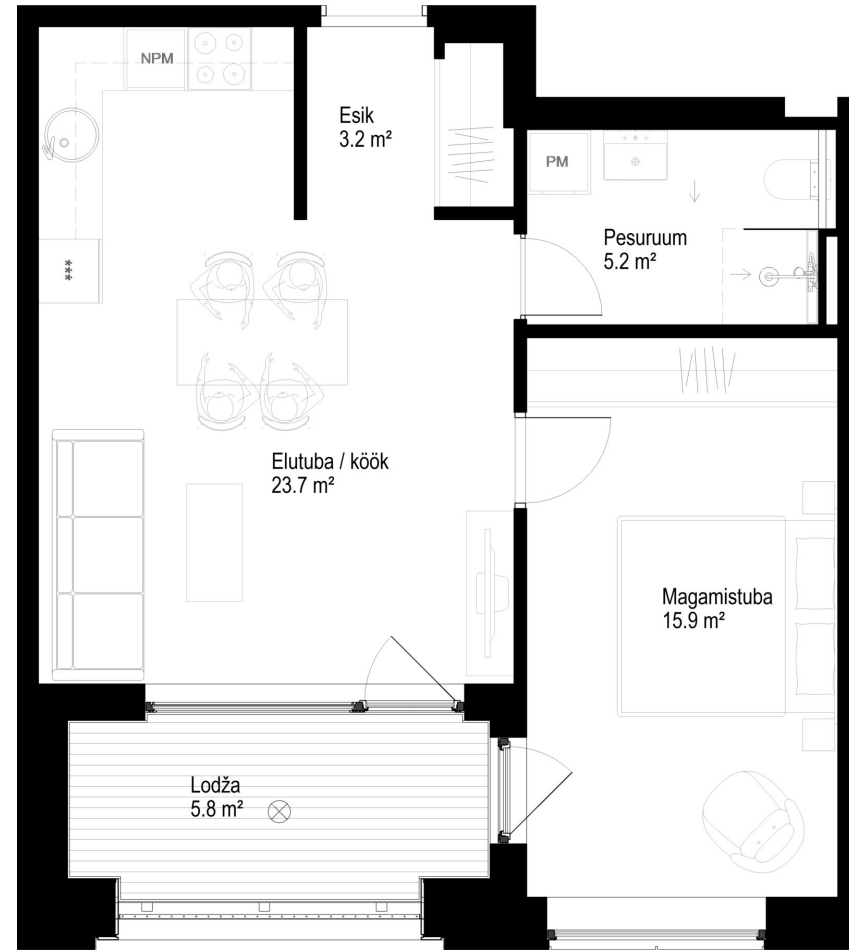 NPM
Esik
3.2 m²
PM
Pesuruum
5.2 m²
***
Elutuba / köök
23.7 m²
Magamistuba
15.9 m²
Lodža
5.8 m²